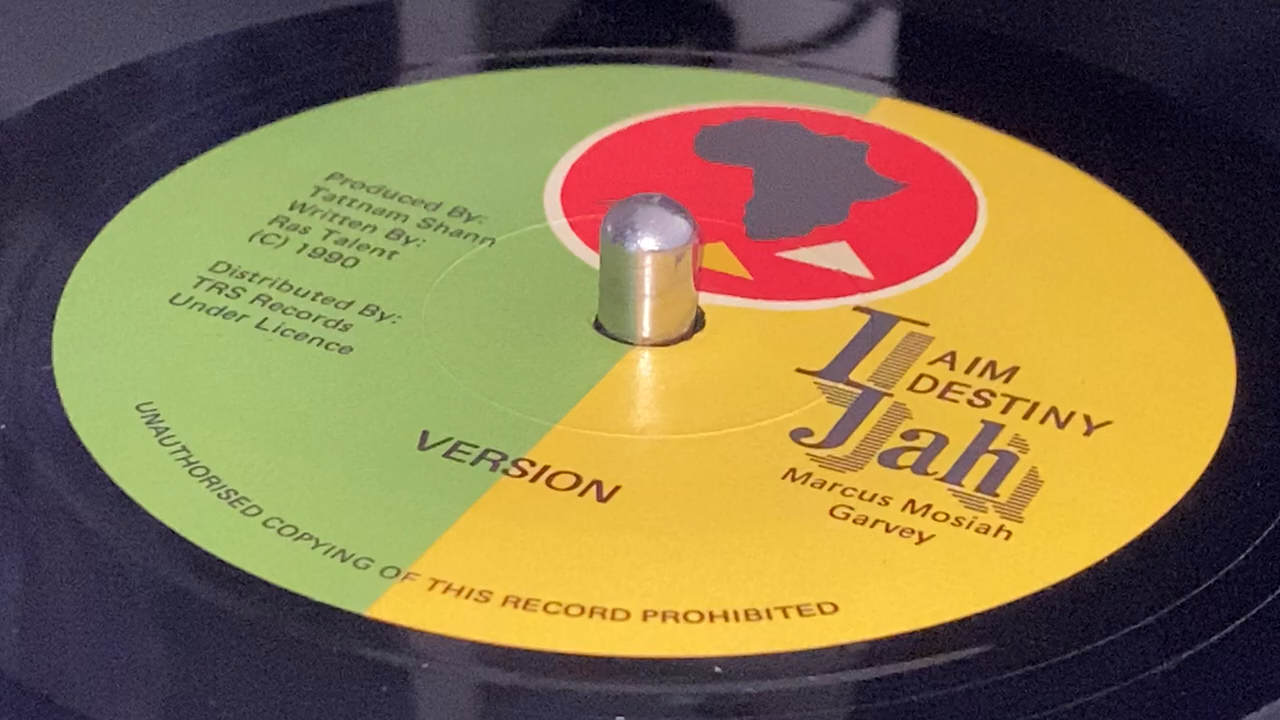 Produced By:
Tattnam Shann
Written By:
Ras Talent
(C) 1990
Distributed By:
TRS Records
Under Licence
I AIM
DESTINY
Jah
Marcus Mosiah
Garvey
VERSION
UNAUTHORISED COPYING OF THIS RECORD PROHIBITED